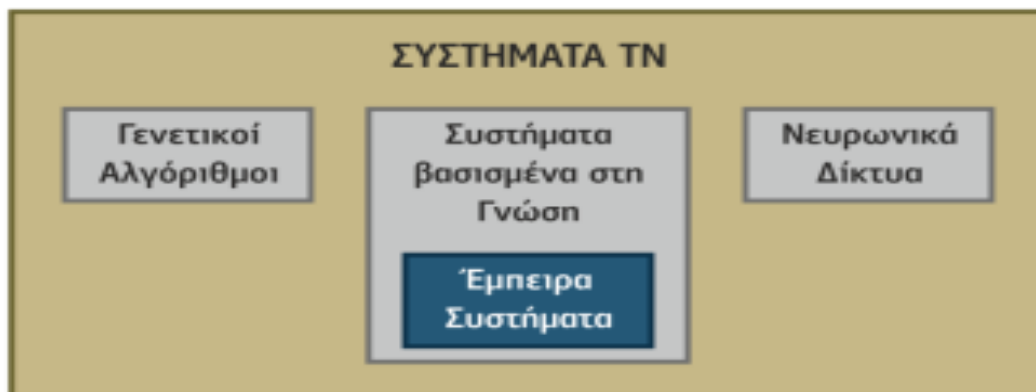 ΣΥΣΤΗΜΑΤΑ ΤΝ
Γενετικοί
Αλγόριθμοι
Συστήματα
βασισμένα στη
Γνώση
Έμπειρα
Συστήματα
Νευρωνικά
Δίκτυα